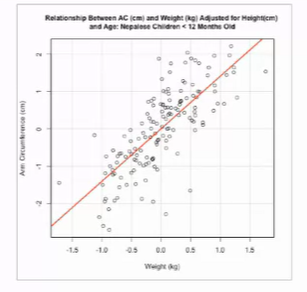 Relationship Between AC (cm) and Weight (kg) Adjusted for Height(cm)
and Age: Nepalese Children < 12 Months Old
Arm Circumference (cm)
2
1
0
-1
-2
-1.5 -1.0 -0.5 0.0 0.5 1.0 1.5
Weight (kg)